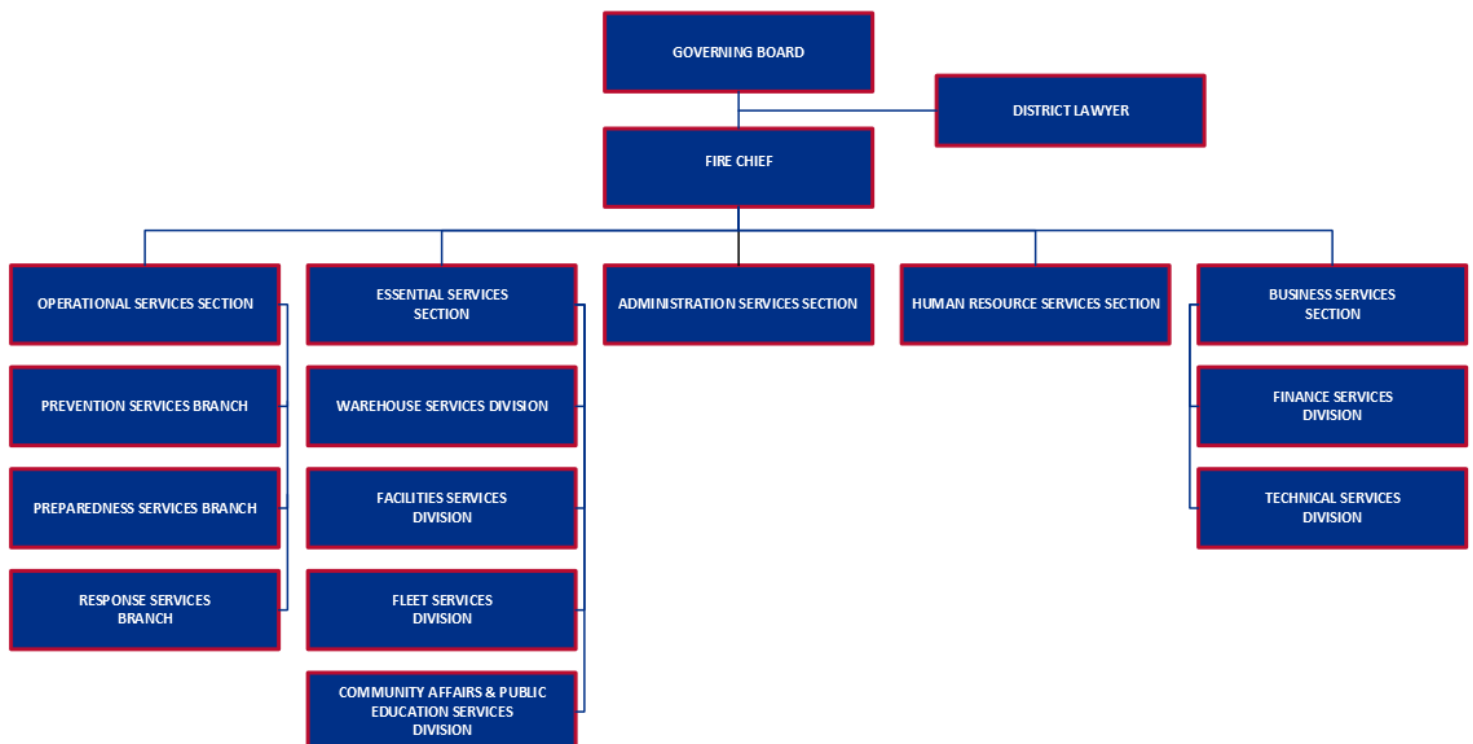 GOVERNING BOARD
DISTRICT LAWYER
FIRE CHIEF
OPERATIONAL SERVICES SECTION
ESSENTIAL SERVICES
SECTION
ADMINISTRATION SERVICES SECTION
HUMAN RESOURCE SERVICES SECTION
BUSINESS SERVICES
SECTION
PREVENTION SERVICES BRANCH
WAREHOUSE SERVICES DIVISION
FINANCE SERVICES
DIVISION
PREPAREDNESS SERVICES BRANCH
FACILITIES SERVICES
DIVISION
TECHNICAL SERVICES
DIVISION
RESPONSE SERVICES
BRANCH
FLEET SERVICES
DIVISION
COMMUNITY AFFAIRS & PUBLIC
EDUCATION SERVICES
DIVISION